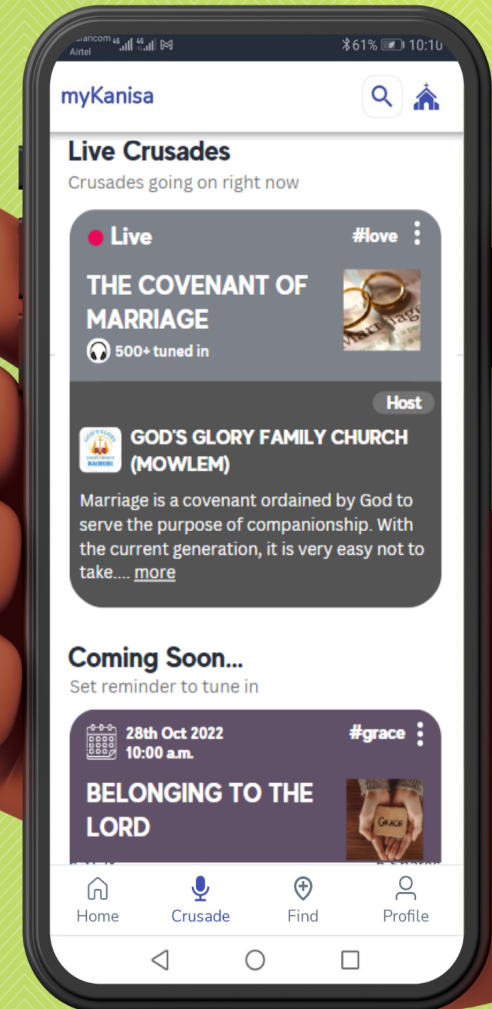 Airtel
61% 10:10
myKanisa
Live Crusades
Crusades going on right now
Live
#love
THE COVENANT OF
MARRIAGE
500+ tuned in
Host
GOD'S GLORY FAMILY CHURCH
(MOWLEM)
Marriage is a covenant ordained by God to
serve the purpose of companionship. With
the current generation, it is very easy not to
take.... more
Coming Soon...
Set reminder to tune in
28th Oct 2022
10:00 a.m.
#grace
BELONGING TO THE
LORD
GRACE
Home
Crusade
Find
Profile